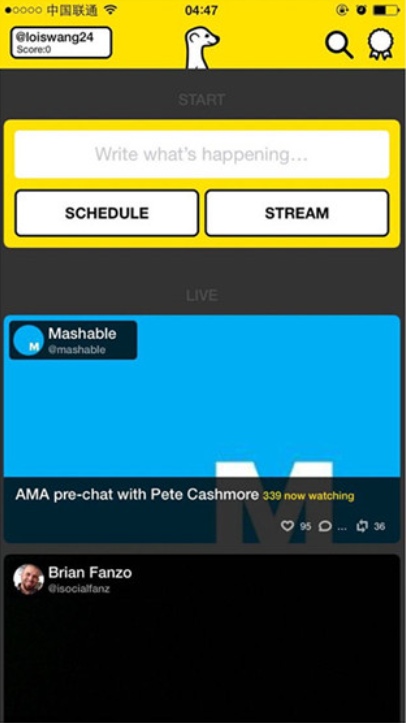 中国联通 04:47
@loiswang24
Score:0
START
Write what's happening...
SCHEDULE STREAM
LIVE
M Mashable
@mashable
M
AMA pre-chat with Pete Cashmore 339 now watching
95 ... 36
Brian Fanzo
@isocialfanz